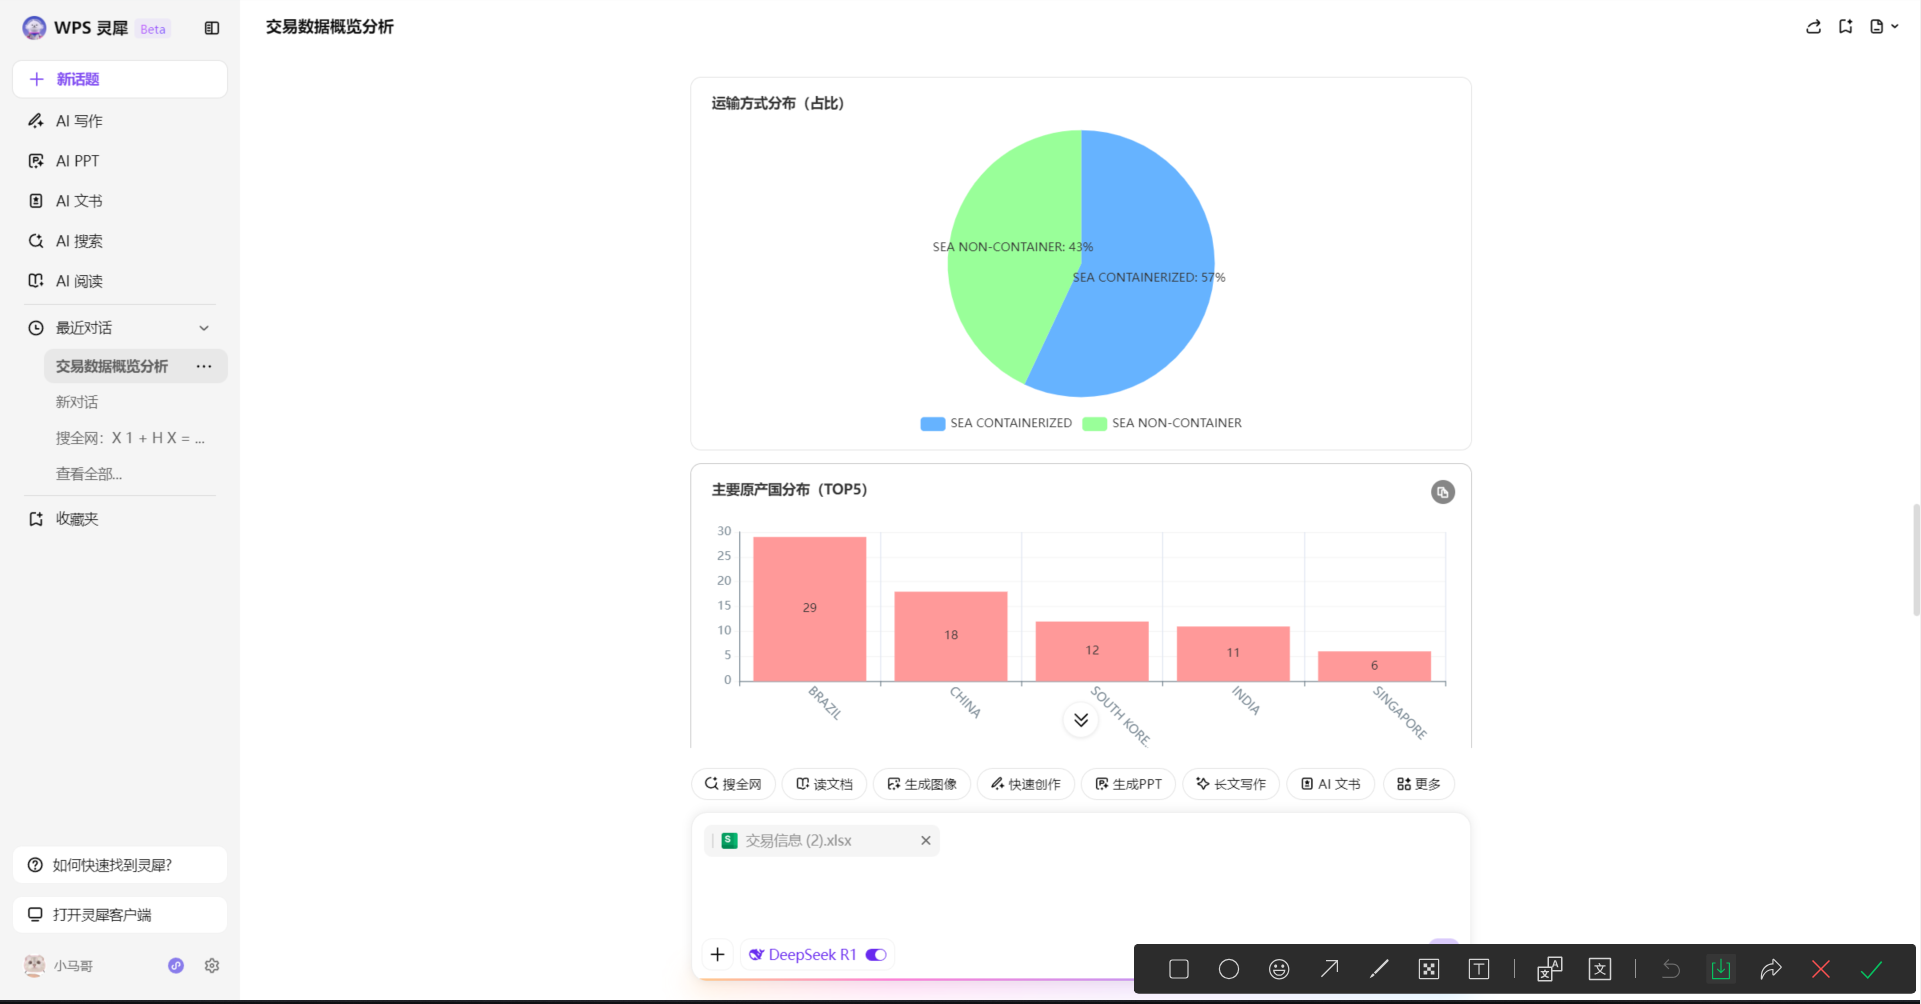 WPS 灵犀 Beta
新话题
AI 写作
AI PPT
AI 文书
AI 搜索
AI 阅读
最近对话
交易数据概览分析 ···
新对话
搜全网：X 1 + H X = ...
查看全部...
收藏夹
如何快速找到灵犀?
打开灵犀客户端
小马哥
交易数据概览分析
运输方式分布（占比）
SEA NON-CONTAINER: 43%
SEA CONTAINERIZED: 57%
SEA CONTAINERIZED SEA NON-CONTAINER
主要原产国分布（TOP5）
30
25
20
15
10
5
0
29
18
12
11
6
BRAZIL
CHINA
SOUTH KORE...
INDIA
SINGAPORE
搜全网 读文档 生成图像 快速创作 生成PPT 长文写作 AI 文书 更多
S 交易信息 (2).xlsx
DeepSeek R1
T 文 A 文